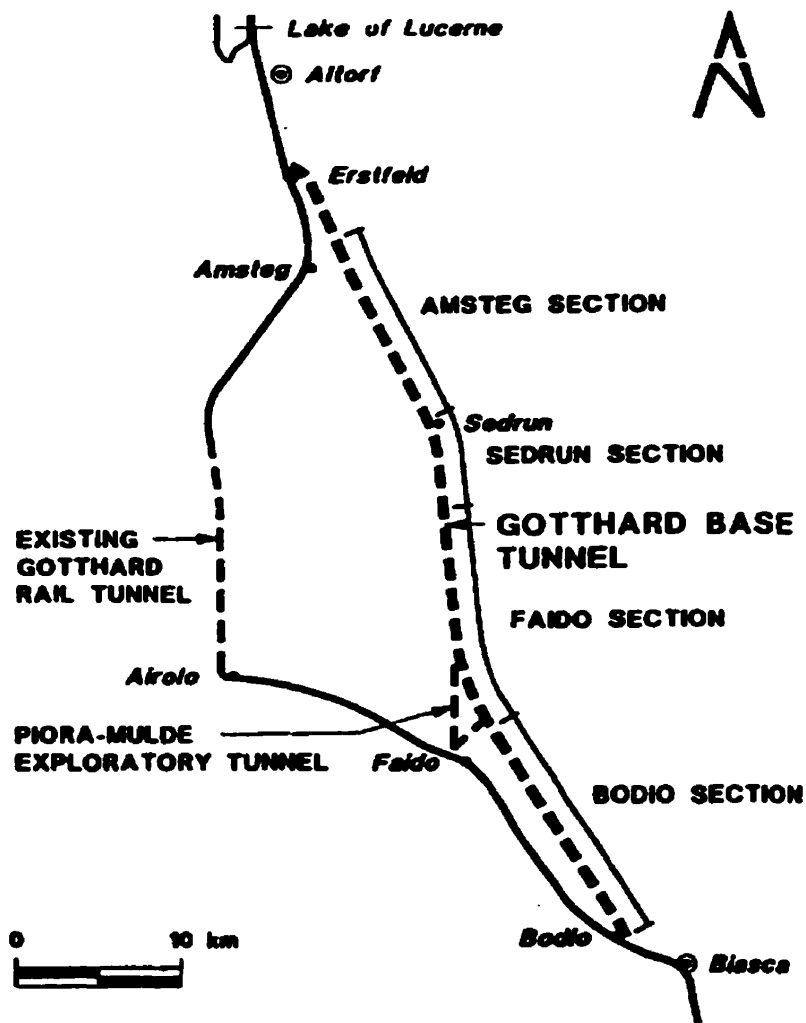 Lake of Lucerne
Altorf
Erstfeld
Amsteg
AMSTEG SECTION
Sedrun
SEDRUN SECTION
GOTTHARD BASE
TUNNEL
EXISTING
GOTTHARD
RAIL TUNNEL
FAIDO SECTION
Airolo
PIORA-MULDE
EXPLORATORY TUNNEL
Faido
BODIO SECTION
0 10 km
Bodio
Biasca